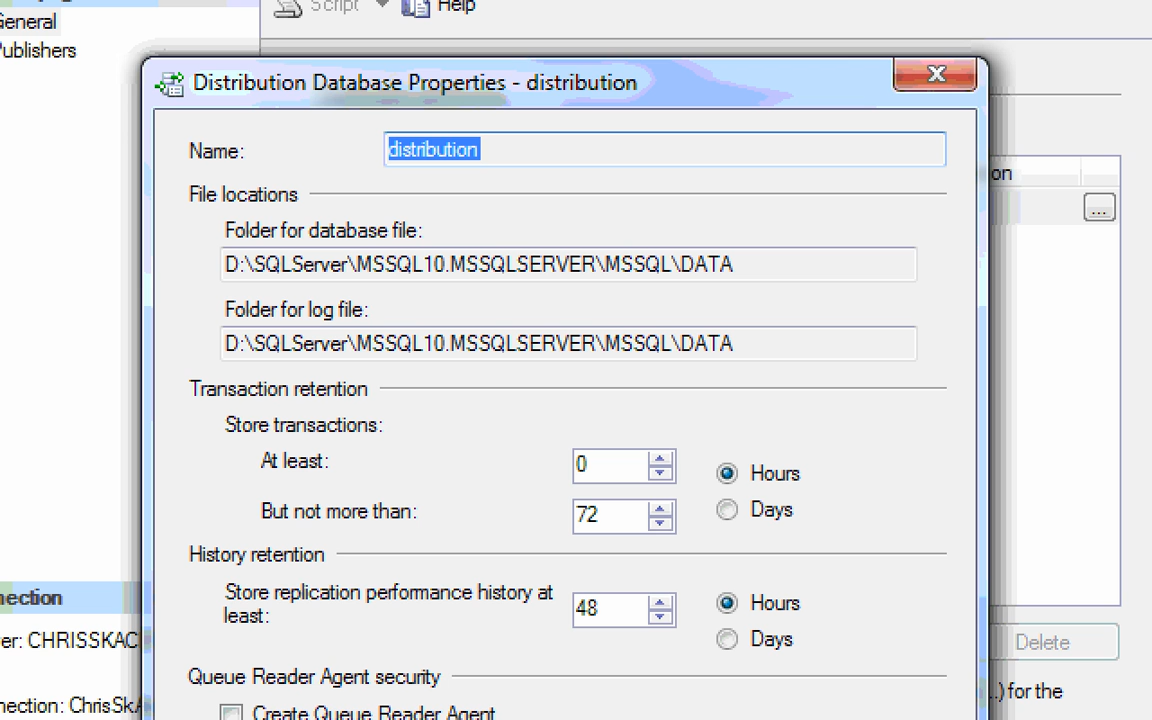 Script Help
General
Publishers
Distribution Database Properties - distribution
Name: distribution
on
File locations
Folder for database file:
...
D:\SQLServer\MSSQL10.MSSQLSERVER\MSSQL\DATA
Folder for log file:
D:\SQLServer\MSSQL10.MSSQLSERVER\MSSQL\DATA
Transaction retention
Store transactions:
At least: 0 Hours
But not more than: 72 Days
History retention
Store replication performance history at
least: 48 Hours
Days
nection
er: CHRISSKAC
Delete
Queue Reader Agent security
nection: ChrisSkA
..) for the
Create Queue Reader Agent